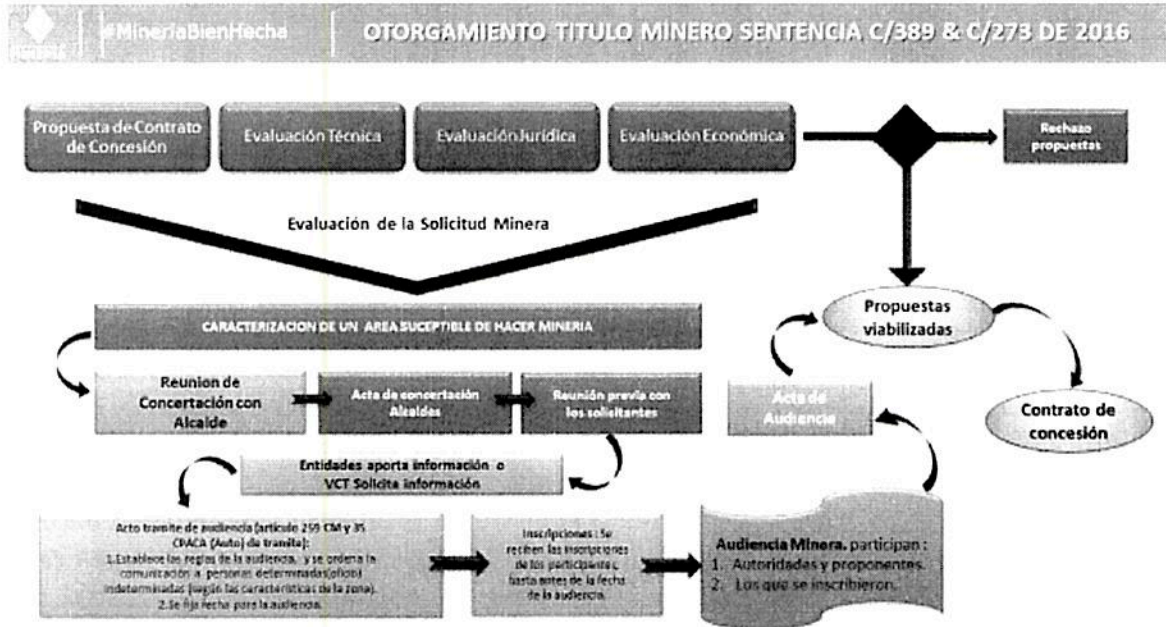 #MineríaBienHecha
OTORGAMIENTO TITULO MINERO SENTENCIA C/389 & C/273 DE 2016
Propuesta de Contrato
de Concesión
Evaluación Técnica
Evaluación Jurídica
Evaluación Económica
Rechazo
propuestas
Evaluación de la Solicitud Minera
CARACTERIZACION DE UN AREA SUCEPTIBLE DE HACER MINERIA
Propuestas
viabilizadas
Reunion de
Concertación con
Alcalde
Acta de concertación
Alcaldes
Reunión previa con
los solicitantes
Acta de
Audiencia
Contrato de
concesión
Entidades aporta información o
VCT Solicita información
Acto tramite de audiencia (artículo 259 CM y 35
CPACA (Auto) de tramite):
1.Establece las reglas de la audiencia, y se ordena la
comunicación a personas determinadas(oficio)
indeterminadas (según las características de la zona).
2.Se fija fecha para la audiencia.
Inscripciones: Se
reciben las inscripciones
de los participantes,
hasta antes de la fecha
de la audiencia.
Audiencia Minera. participan :
1. Autoridades y proponentes.
2. Los que se inscribieron.